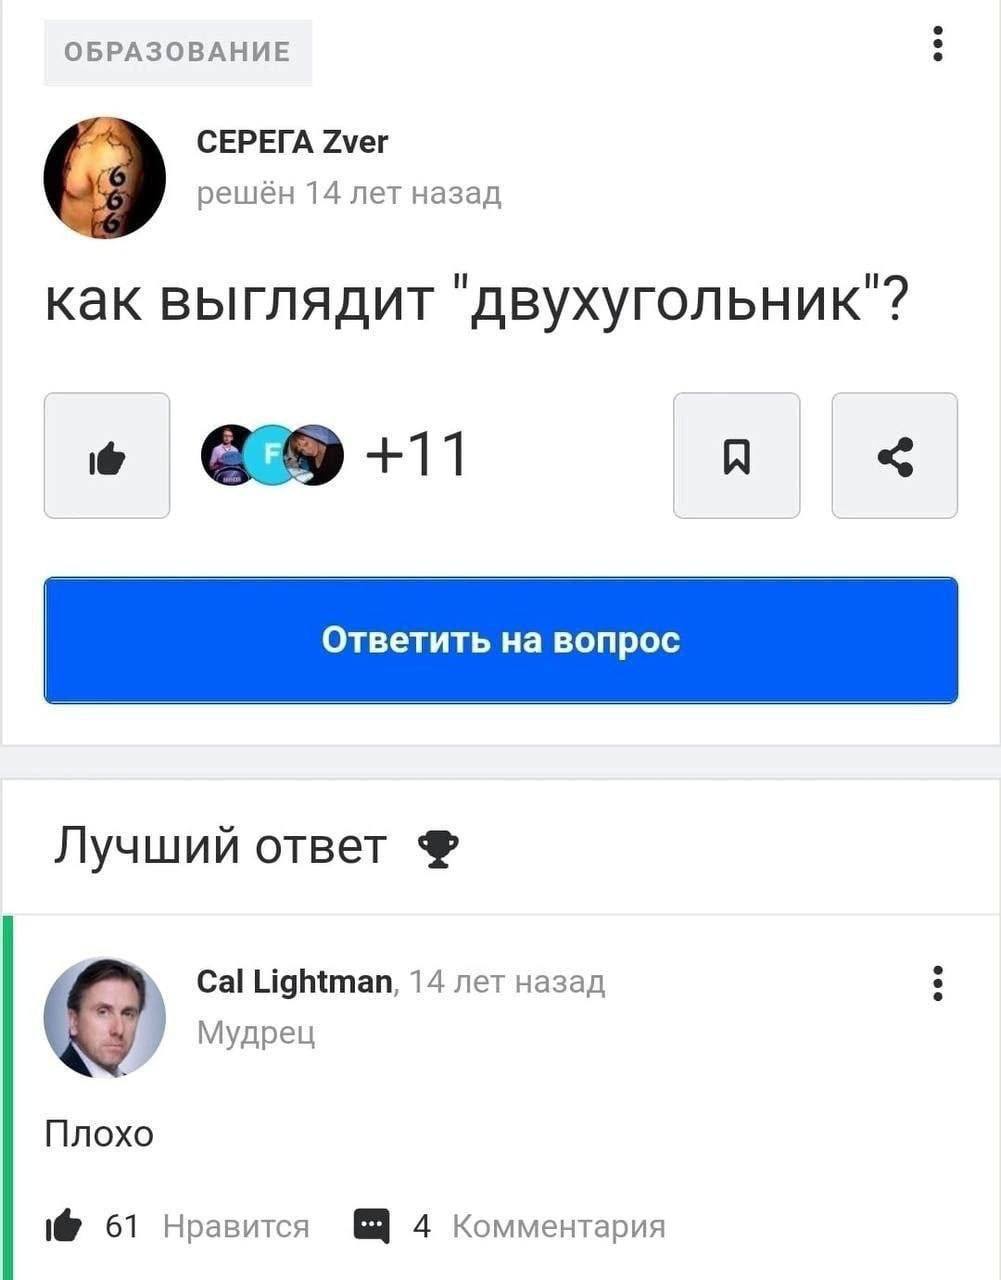 ОБРАЗОВАНИЕ
СЕРЕГА Zver
решён 14 лет назад
как выглядит "двухугольник"?
F
+11
Ответить на вопрос
Лучший ответ
Cal Lightman, 14 лет назад
Мудрец
Плохо
61 Нравится 4 Комментария